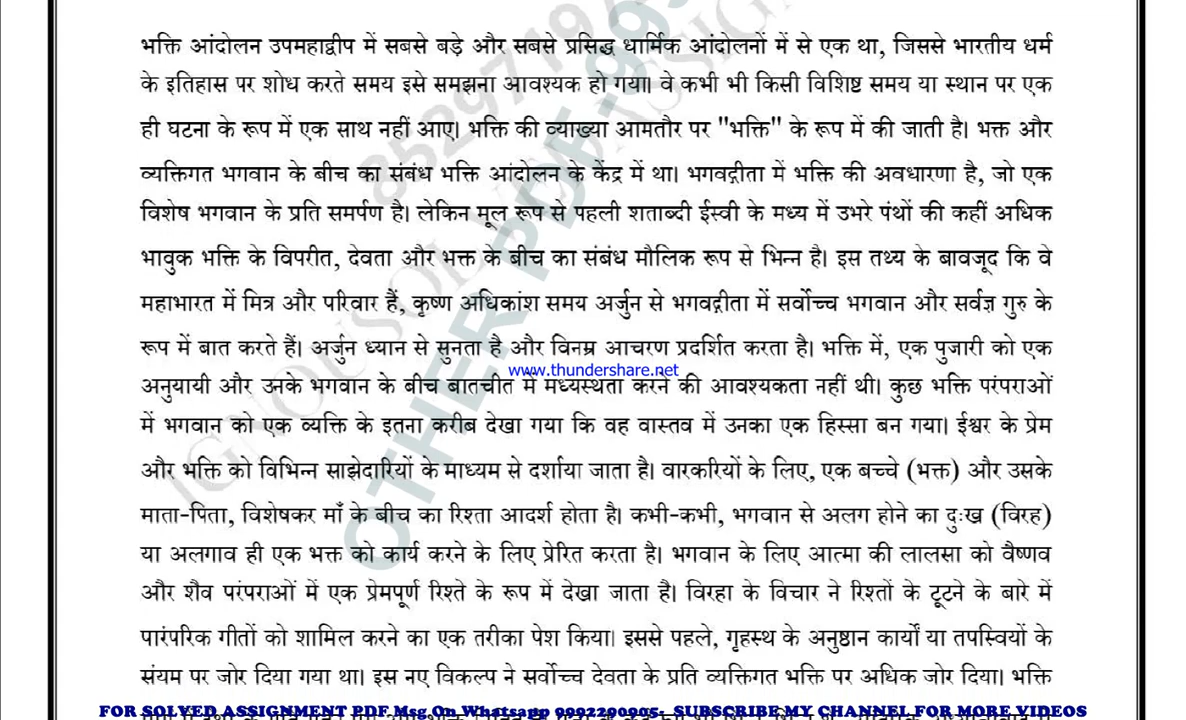 भक्ति आंदोलन उपमहाद्वीप में सबसे बड़े और सबसे प्रसिद्ध धार्मिक आंदोलनों में से एक था, जिससे भारतीय धर्म
के इतिहास पर शोध करते समय इसे समझना आवश्यक हो गया। वे कभी भी किसी विशिष्ट समय या स्थान पर एक
ही घटना के रूप में एक साथ नहीं आए। भक्ति की व्याख्या आमतौर पर "भक्ति" के रूप में की जाती है। भक्त और
व्यक्तिगत भगवान के बीच का संबंध भक्ति आंदोलन के केंद्र में था। भगवद्गीता में भक्ति की अवधारणा है, जो एक
विशेष भगवान के प्रति समर्पण है। लेकिन मूल रूप से पहली शताब्दी ईस्वी के मध्य में उभरे पंथों की कहीं अधिक
भावुक भक्ति के विपरीत, देवता और भक्त के बीच का संबंध मौलिक रूप से भिन्न है। इस तथ्य के बावजूद कि वे
महाभारत में मित्र और परिवार हैं, कृष्ण अधिकांश समय अर्जुन से भगवद्गीता में सर्वोच्च भगवान और सर्वज्ञ गुरु के
रूप में बात करते हैं। अर्जुन ध्यान से सुनता है और विनम्र आचरण प्रदर्शित करता है। भक्ति में, एक पुजारी को एक
www.thundershare.net
अनुयायी और उनके भगवान के बीच बातचीत में मध्यस्थता करने की आवश्यकता नहीं थी। कुछ भक्ति परंपराओं
में भगवान को एक व्यक्ति के इतना करीब देखा गया कि वह वास्तव में उनका एक हिस्सा बन गया। ईश्वर के प्रेम
और भक्ति को विभिन्न साझेदारियों के माध्यम से दर्शाया जाता है। वारकरियों के लिए, एक बच्चे (भक्त) और उसके
माता-पिता, विशेषकर माँ के बीच का रिश्ता आदर्श होता है। कभी-कभी, भगवान से अलग होने का दुःख (विरह)
या अलगाव ही एक भक्त को कार्य करने के लिए प्रेरित करता है। भगवान के लिए आत्मा की लालसा को वैष्णव
और शैव परंपराओं में एक प्रेमपूर्ण रिश्ते के रूप में देखा जाता है। विरहा के विचार ने रिश्तों के टूटने के बारे में
पारंपरिक गीतों को शामिल करने का एक तरीका पेश किया। इससे पहले, गृहस्थ के अनुष्ठान कार्यों या तपस्वियों के
संयम पर जोर दिया गया था। इस नए विकल्प ने सर्वोच्च देवता के प्रति व्यक्तिगत भक्ति पर अधिक जोर दिया। भक्ति
FOR SOLVED ASSIGNMENT PDF Msg On Whatsapp 9992290905- SUBSCRIBE MY CHANNEL FOR MORE VIDEOS